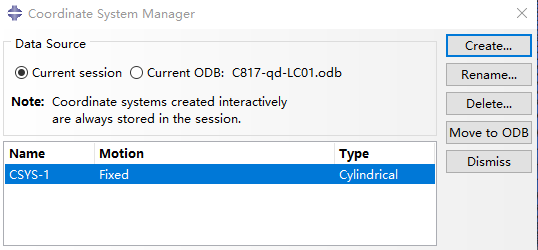 Coordinate System Manager
Data Source
Current session Current ODB: C817-qd-LC01.odb
Note: Coordinate systems created interactively
are always stored in the session.
Name Motion Type
CSYS-1 Fixed Cylindrical
Create...
Rename...
Delete...
Move to ODB
Dismiss